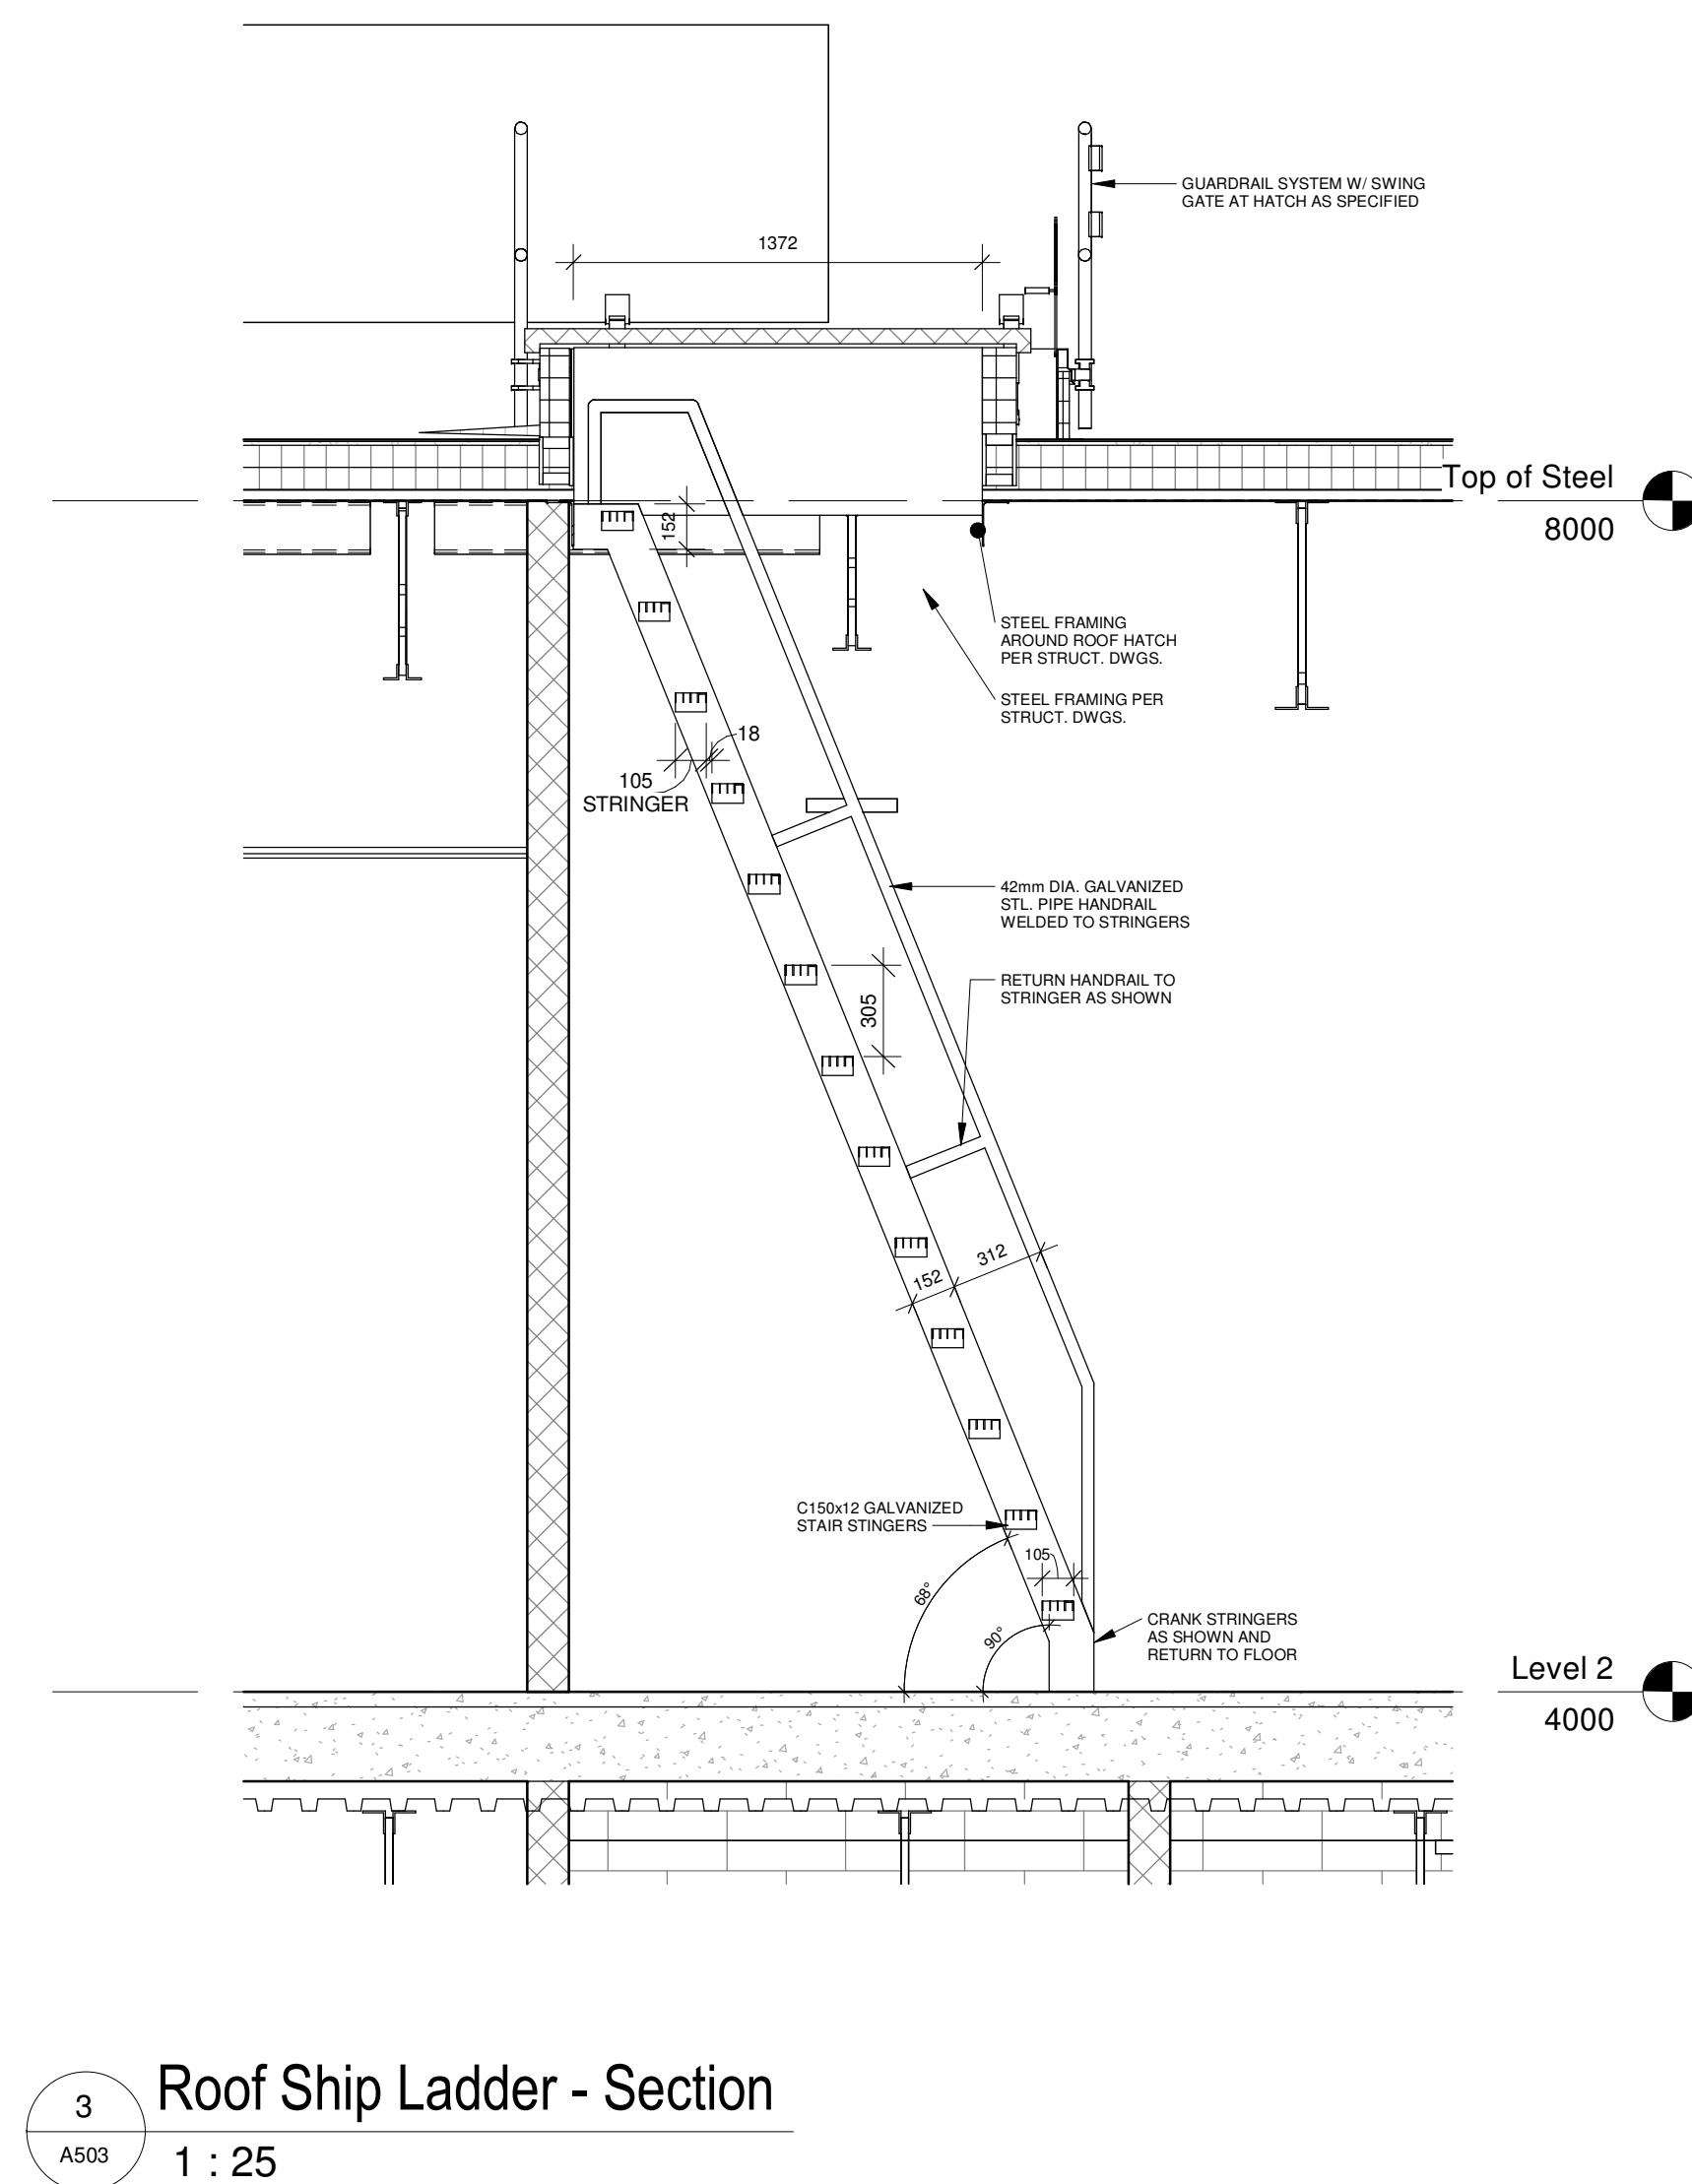 GUARDRAIL SYSTEM W/ SWING
GATE AT HATCH AS SPECIFIED
1372
Top of Steel
8000
152
STEEL FRAMING
AROUND ROOF HATCH
PER STRUCT. DWGS.
STEEL FRAMING PER
STRUCT. DWGS.
18
105
STRINGER
42mm DIA. GALVANIZED
STL. PIPE HANDRAIL
WELDED TO STRINGERS
RETURN HANDRAIL TO
STRINGER AS SHOWN
305
312
152
C150x12 GALVANIZED
STAIR STINGERS
105
68°
90°
CRANK STRINGERS
AS SHOWN AND
RETURN TO FLOOR
Level 2
4000
3
A503
Roof Ship Ladder - Section
1 : 25